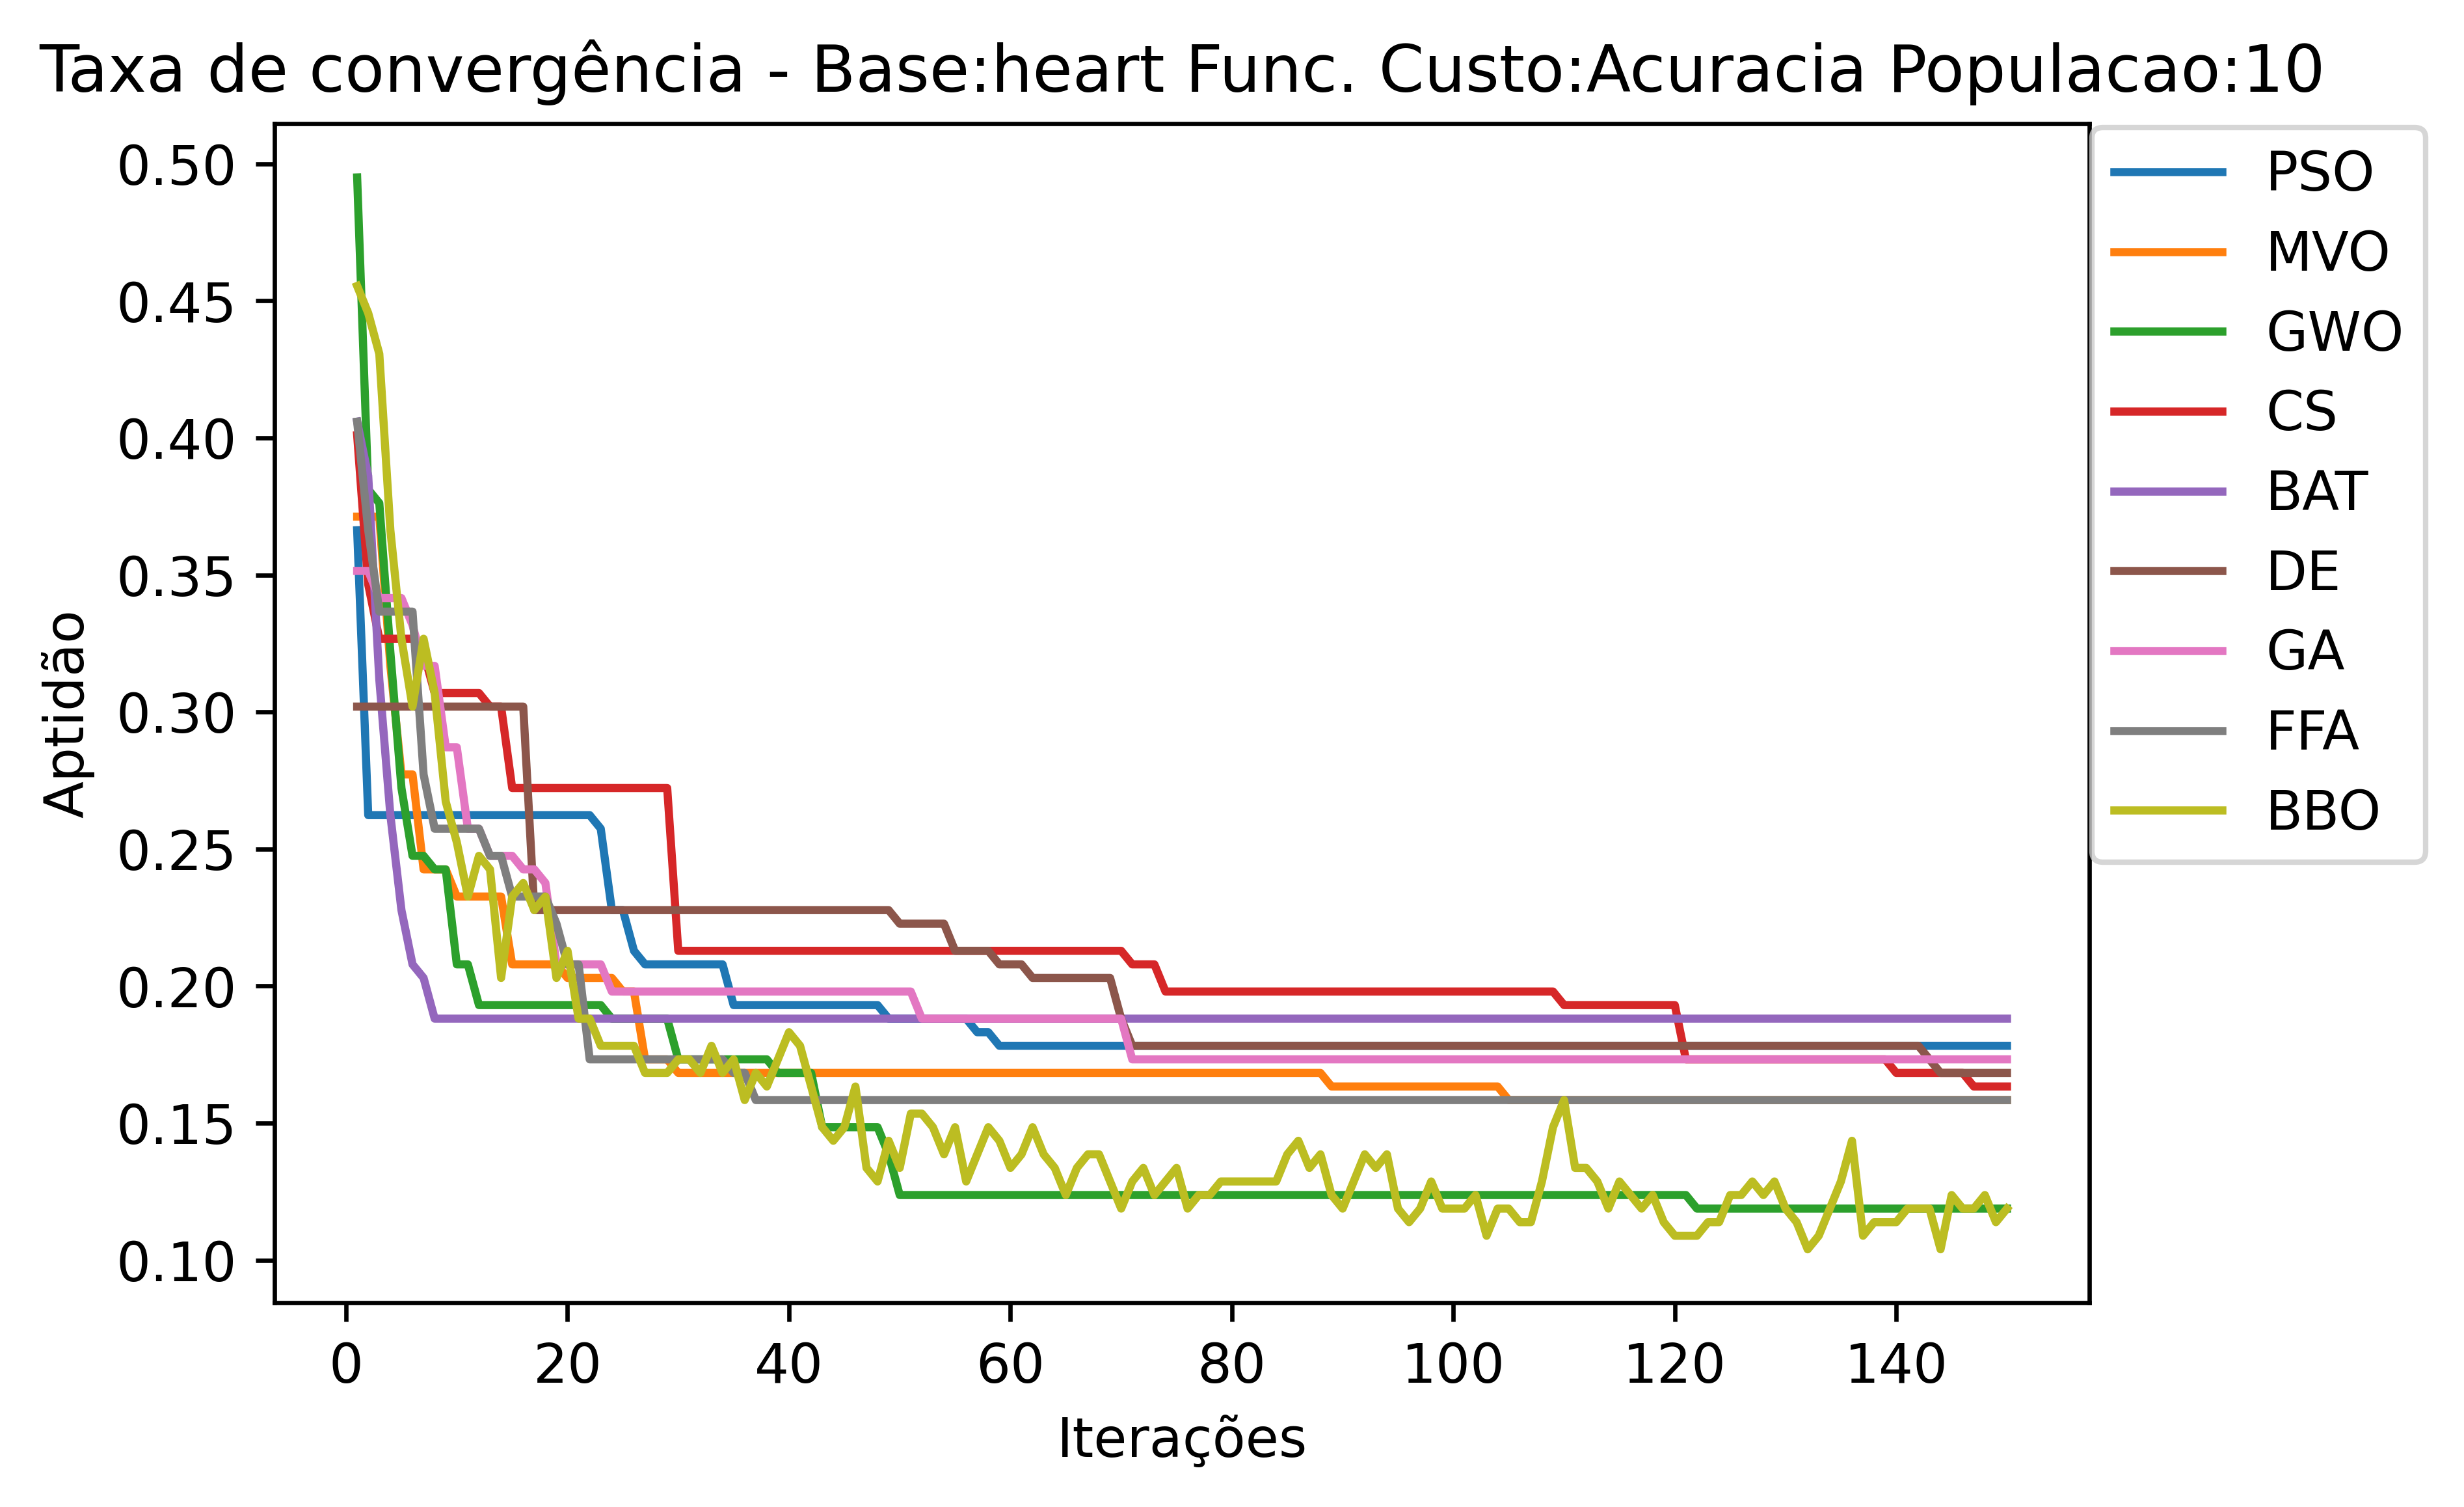 Taxa de convergência - Base:heart Func. Custo:Acuracia Populacao:10
0.50
0.45
0.40
0.35
0.30
0.25
0.20
0.15
0.10
Aptidão
0 20 40 60 80 100 120 140
Iterações
PSO
MVO
GWO
CS
BAT
DE
GA
FFA
BBO